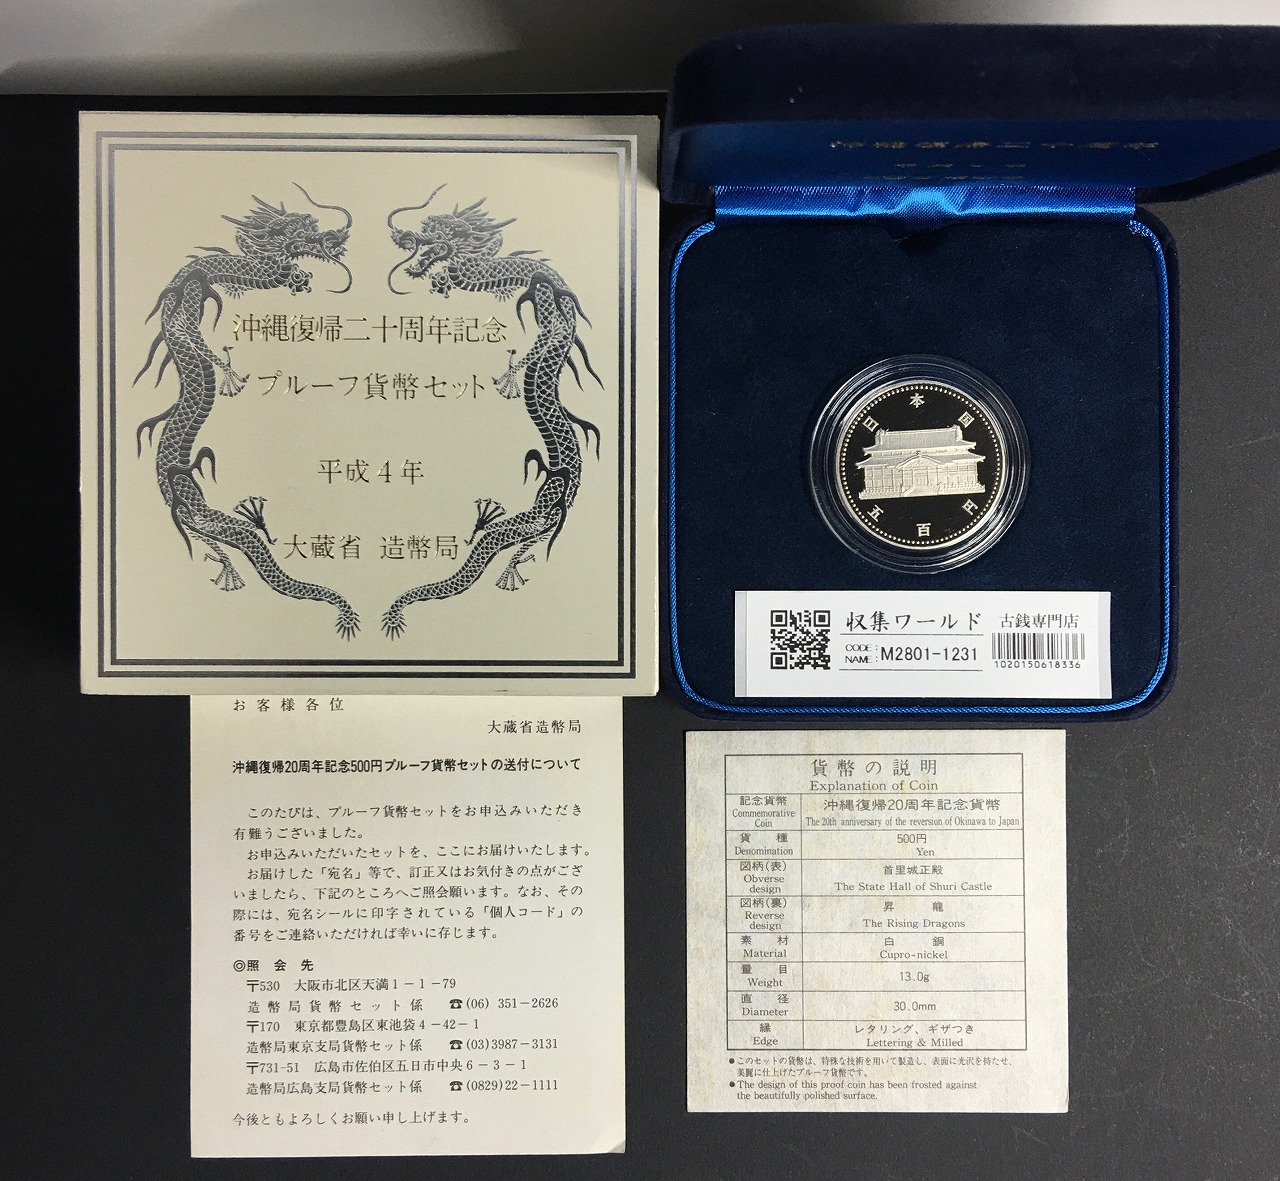 沖縄復帰二十周年記念
プルーフ貨幣セット
平成4年
大蔵省 造幣局
日本国
五百円
収集ワールド 古銭専門店
CODE:
NAME: M2801-1231
1020150618336
お客様各位
大蔵省造幣局
沖縄復帰20周年記念500円プルーフ貨幣セットの送付について
このたびは、プルーフ貨幣セットをお申込みいただき
有難うございました。
お申込みいただいたセットを、ここにお届けいたします。
お届けした「宛名」等で、訂正又はお気付きの点がござ
いましたら、下記のところへご照会願います。なお、その
際には、宛名シールに印字されている「個人コード」の
番号をご連絡いただければ幸いに存じます。
◎照 会 先
〒530 大阪市北区天満1-1-79
造幣局貨幣セット係 ☎(06) 351-2626
〒170 東京都豊島区東池袋4-42-1
造幣局東京支局貨幣セット係 ☎(03)3987-3131
〒731-51 広島市佐伯区五日市中央6-3-1
造幣局広島支局貨幣セット係 ☎(0829)22-1111
今後ともよろしくお願い申し上げます。
貨幣の説明
Explanation of Coin
記念貨幣 沖縄復帰20周年記念貨幣
Commemorative Coin The 20th anniversary of the reversion of Okinawa to Japan
貨種 500円
Denomination Yen
図柄(表) 首里城正殿
Obverse design The State Hall of Shuri Castle
図柄(裏) 昇龍
Reverse design The Rising Dragons
素材 白銅
Material Cupro-nickel
量目 13.0g
Weight
直径 30.0mm
Diameter
縁 レタリング、ギザつき
Edge Lettering & Milled
●このセットの貨幣は、特殊な技術を用いて製造し、表面に光沢を持たせ、
美麗に仕上げたプルーフ貨幣です。
●The design of this proof coin has been frosted against
the beautifully polished surface.